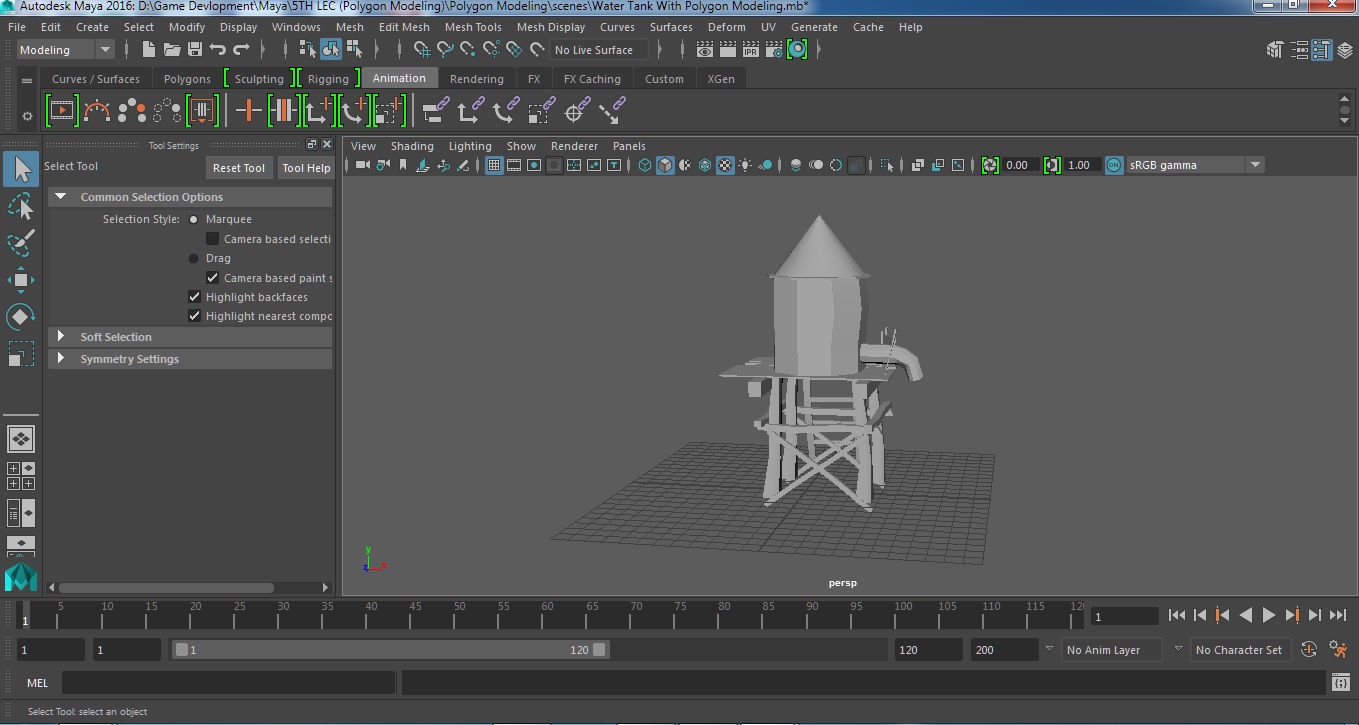 Autodesk Maya 2016: D:\Game Devlopment\Maya\5TH LEC (Polygon Modeling)\Polygon Modeling\scenes\Water Tank With Polygon Modeling.mb*
File Edit Create Select Modify Display Windows Mesh Edit Mesh Mesh Tools Mesh Display Curves Surfaces Deform UV Generate Cache Help
Modeling No Live Surface IPR
Curves / Surfaces Polygons Sculpting Rigging Animation Rendering FX FX Caching Custom XGen
Tool Settings
View Shading Lighting Show Renderer Panels
Select Tool Reset Tool Tool Help
0.00 1.00 ON sRGB gamma
Common Selection Options
Selection Style: Marquee
Camera based selecti
Drag
Camera based paint s
Highlight backfaces
Highlight nearest compo
Soft Selection
Symmetry Settings
y
z x
persp
5 10 15 20 25 30 35 40 45 50 55 60 65 70 75 80 85 90 95 100 105 110 115 12
1 1
1 1 1 120 120 200 No Anim Layer No Character Set
MEL
Select Tool: select an object